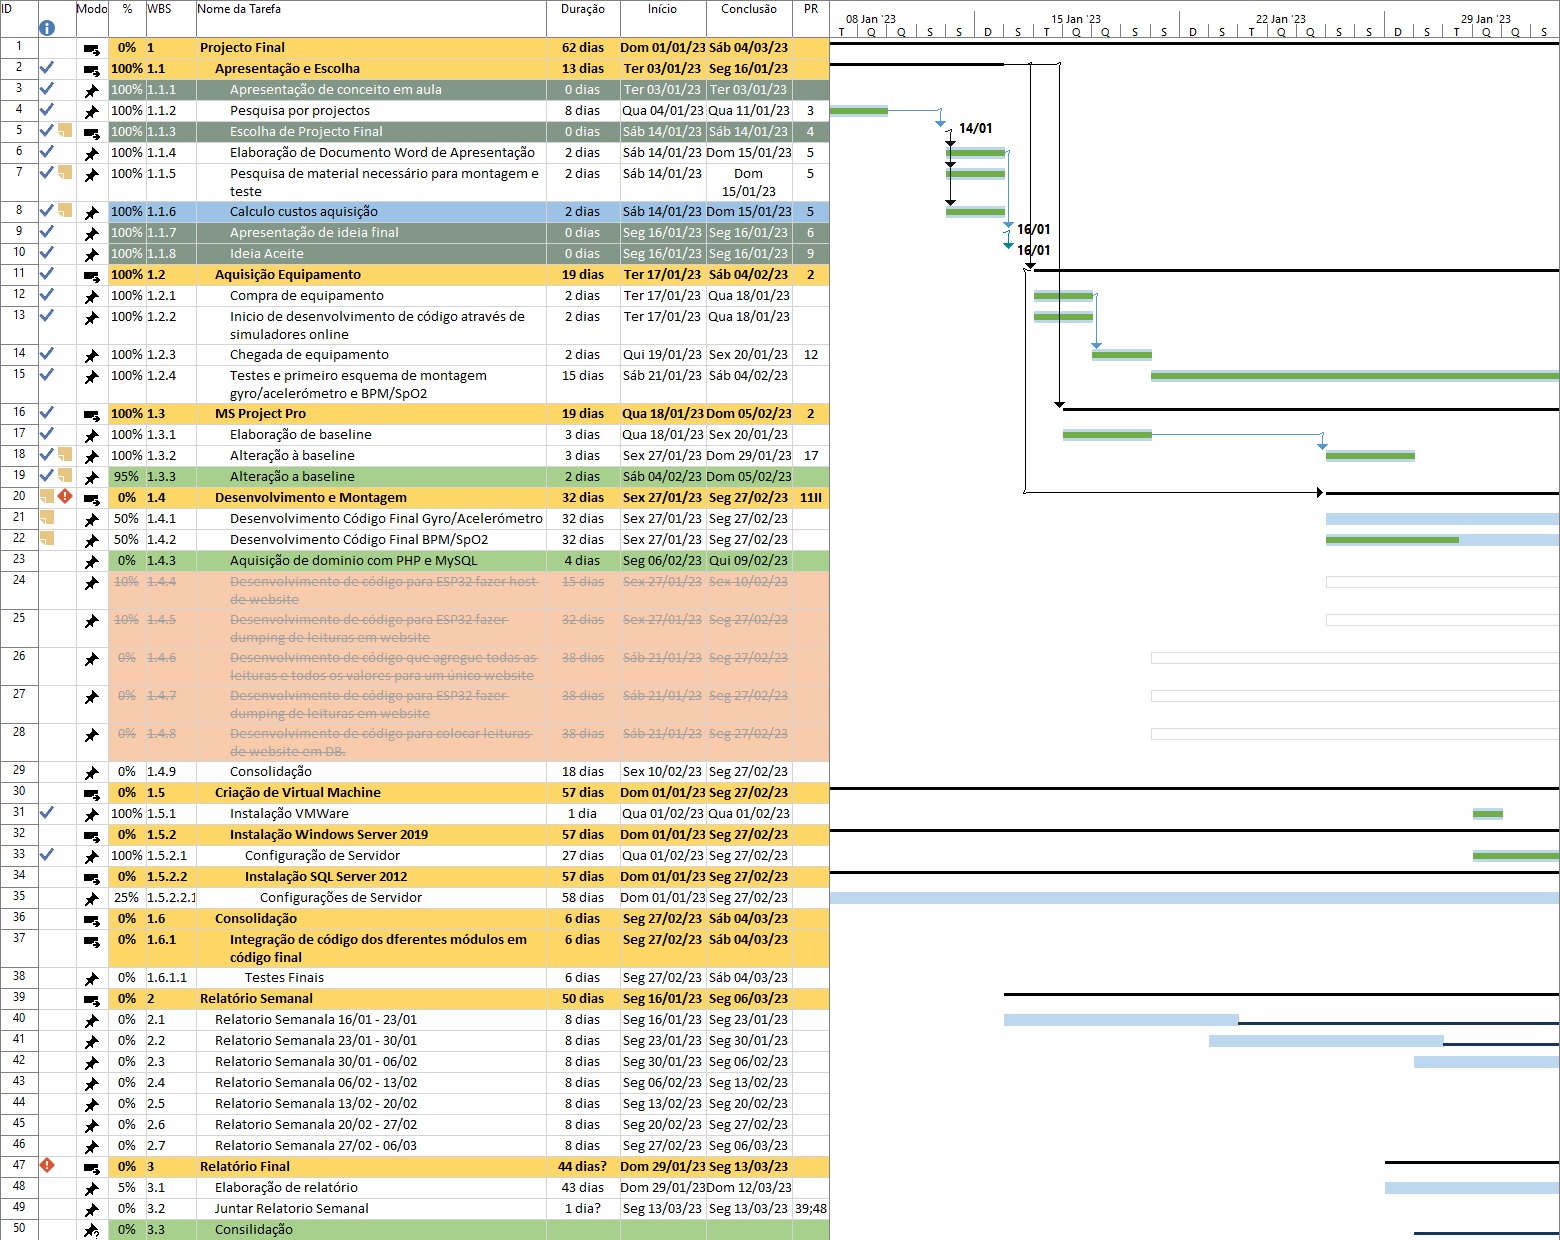 ID Modo % WBS Nome da Tarefa Duração Início Conclusão PR
08 Jan '23 15 Jan '23 22 Jan '23 29 Jan '23
T Q Q S S D S T Q Q S S D S T Q Q S S D S T Q Q S
1 0% 1 Projecto Final 62 dias Dom 01/01/23 Sáb 04/03/23
2 100% 1.1 Apresentação e Escolha 13 dias Ter 03/01/23 Seg 16/01/23
3 100% 1.1.1 Apresentação de conceito em aula 0 dias Ter 03/01/23 Ter 03/01/23
4 100% 1.1.2 Pesquisa por projectos 8 dias Qua 04/01/23 Qua 11/01/23 3
5 100% 1.1.3 Escolha de Projecto Final 0 dias Sáb 14/01/23 Sáb 14/01/23 4 14/01
6 100% 1.1.4 Elaboração de Documento Word de Apresentação 2 dias Sáb 14/01/23 Dom 15/01/23 5
7 100% 1.1.5 Pesquisa de material necessário para montagem e 2 dias Sáb 14/01/23 Dom 5
teste 15/01/23
8 100% 1.1.6 Calculo custos aquisição 2 dias Sáb 14/01/23 Dom 15/01/23 5
9 100% 1.1.7 Apresentação de ideia final 0 dias Seg 16/01/23 Seg 16/01/23 6 16/01
10 100% 1.1.8 Ideia Aceite 0 dias Seg 16/01/23 Seg 16/01/23 9 16/01
11 100% 1.2 Aquisição Equipamento 19 dias Ter 17/01/23 Sáb 04/02/23 2
12 100% 1.2.1 Compra de equipamento 2 dias Ter 17/01/23 Qua 18/01/23
13 100% 1.2.2 Inicio de desenvolvimento de código através de 2 dias Ter 17/01/23 Qua 18/01/23
simuladores online
14 100% 1.2.3 Chegada de equipamento 2 dias Qui 19/01/23 Sex 20/01/23 12
15 100% 1.2.4 Testes e primeiro esquema de montagem 15 dias Sáb 21/01/23 Sáb 04/02/23
gyro/acelerómetro e BPM/SpO2
16 100% 1.3 MS Project Pro 19 dias Qua 18/01/23 Dom 05/02/23 2
17 100% 1.3.1 Elaboração de baseline 3 dias Qua 18/01/23 Sex 20/01/23
18 100% 1.3.2 Alteração à baseline 3 dias Sex 27/01/23 Dom 29/01/23 17
19 95% 1.3.3 Alteração a baseline 2 dias Sáb 04/02/23 Dom 05/02/23
20 0% 1.4 Desenvolvimento e Montagem 32 dias Sex 27/01/23 Seg 27/02/23 11II
21 50% 1.4.1 Desenvolvimento Código Final Gyro/Acelerómetro 32 dias Sex 27/01/23 Seg 27/02/23
22 50% 1.4.2 Desenvolvimento Código Final BPM/SpO2 32 dias Sex 27/01/23 Seg 27/02/23
23 0% 1.4.3 Aquisição de dominio com PHP e MySQL 4 dias Seg 06/02/23 Qui 09/02/23
24 10% 1.4.4 Desenvolvimento de código para ESP32 fazer host 15 dias Sex 27/01/23 Sex 10/02/23
de website
25 10% 1.4.5 Desenvolvimento de código para ESP32 fazer 32 dias Sex 27/01/23 Seg 27/02/23
dumping de leituras em website
26 0% 1.4.6 Desenvolvimento de código que agregue todas as 38 dias Sáb 21/01/23 Seg 27/02/23
leituras e todos os valores para um único website
27 0% 1.4.7 Desenvolvimento de código para ESP32 fazer 38 dias Sáb 21/01/23 Seg 27/02/23
dumping de leituras em website
28 0% 1.4.8 Desenvolvimento de código para colocar leituras 38 dias Sáb 21/01/23 Seg 27/02/23
de website em DB.
29 0% 1.4.9 Consolidação 18 dias Sex 10/02/23 Seg 27/02/23
30 0% 1.5 Criação de Virtual Machine 57 dias Dom 01/01/23 Seg 27/02/23
31 100% 1.5.1 Instalação VMWare 1 dia Qua 01/02/23 Qua 01/02/23
32 0% 1.5.2 Instalação Windows Server 2019 57 dias Dom 01/01/23 Seg 27/02/23
33 100% 1.5.2.1 Configuração de Servidor 27 dias Qua 01/02/23 Seg 27/02/23
34 0% 1.5.2.2 Instalação SQL Server 2012 57 dias Dom 01/01/23 Seg 27/02/23
35 25% 1.5.2.2.1 Configurações de Servidor 58 dias Dom 01/01/23 Seg 27/02/23
36 0% 1.6 Consolidação 6 dias Seg 27/02/23 Sáb 04/03/23
37 0% 1.6.1 Integração de código dos dferentes módulos em 6 dias Seg 27/02/23 Sáb 04/03/23
código final
38 0% 1.6.1.1 Testes Finais 6 dias Seg 27/02/23 Sáb 04/03/23
39 0% 2 Relatório Semanal 50 dias Seg 16/01/23 Seg 06/03/23
40 0% 2.1 Relatorio Semanala 16/01 - 23/01 8 dias Seg 16/01/23 Seg 23/01/23
41 0% 2.2 Relatorio Semanala 23/01 - 30/01 8 dias Seg 23/01/23 Seg 30/01/23
42 0% 2.3 Relatorio Semanala 30/01 - 06/02 8 dias Seg 30/01/23 Seg 06/02/23
43 0% 2.4 Relatorio Semanala 06/02 - 13/02 8 dias Seg 06/02/23 Seg 13/02/23
44 0% 2.5 Relatorio Semanala 13/02 - 20/02 8 dias Seg 13/02/23 Seg 20/02/23
45 0% 2.6 Relatorio Semanala 20/02 - 27/02 8 dias Seg 20/02/23 Seg 27/02/23
46 0% 2.7 Relatorio Semanala 27/02 - 06/03 8 dias Seg 27/02/23 Seg 06/03/23
47 0% 3 Relatório Final 44 dias? Dom 29/01/23 Seg 13/03/23
48 5% 3.1 Elaboração de relatório 43 dias Dom 29/01/23 Dom 12/03/23
49 0% 3.2 Juntar Relatorio Semanal 1 dia? Seg 13/03/23 Seg 13/03/23 39;48
50 0% 3.3 Consilidação